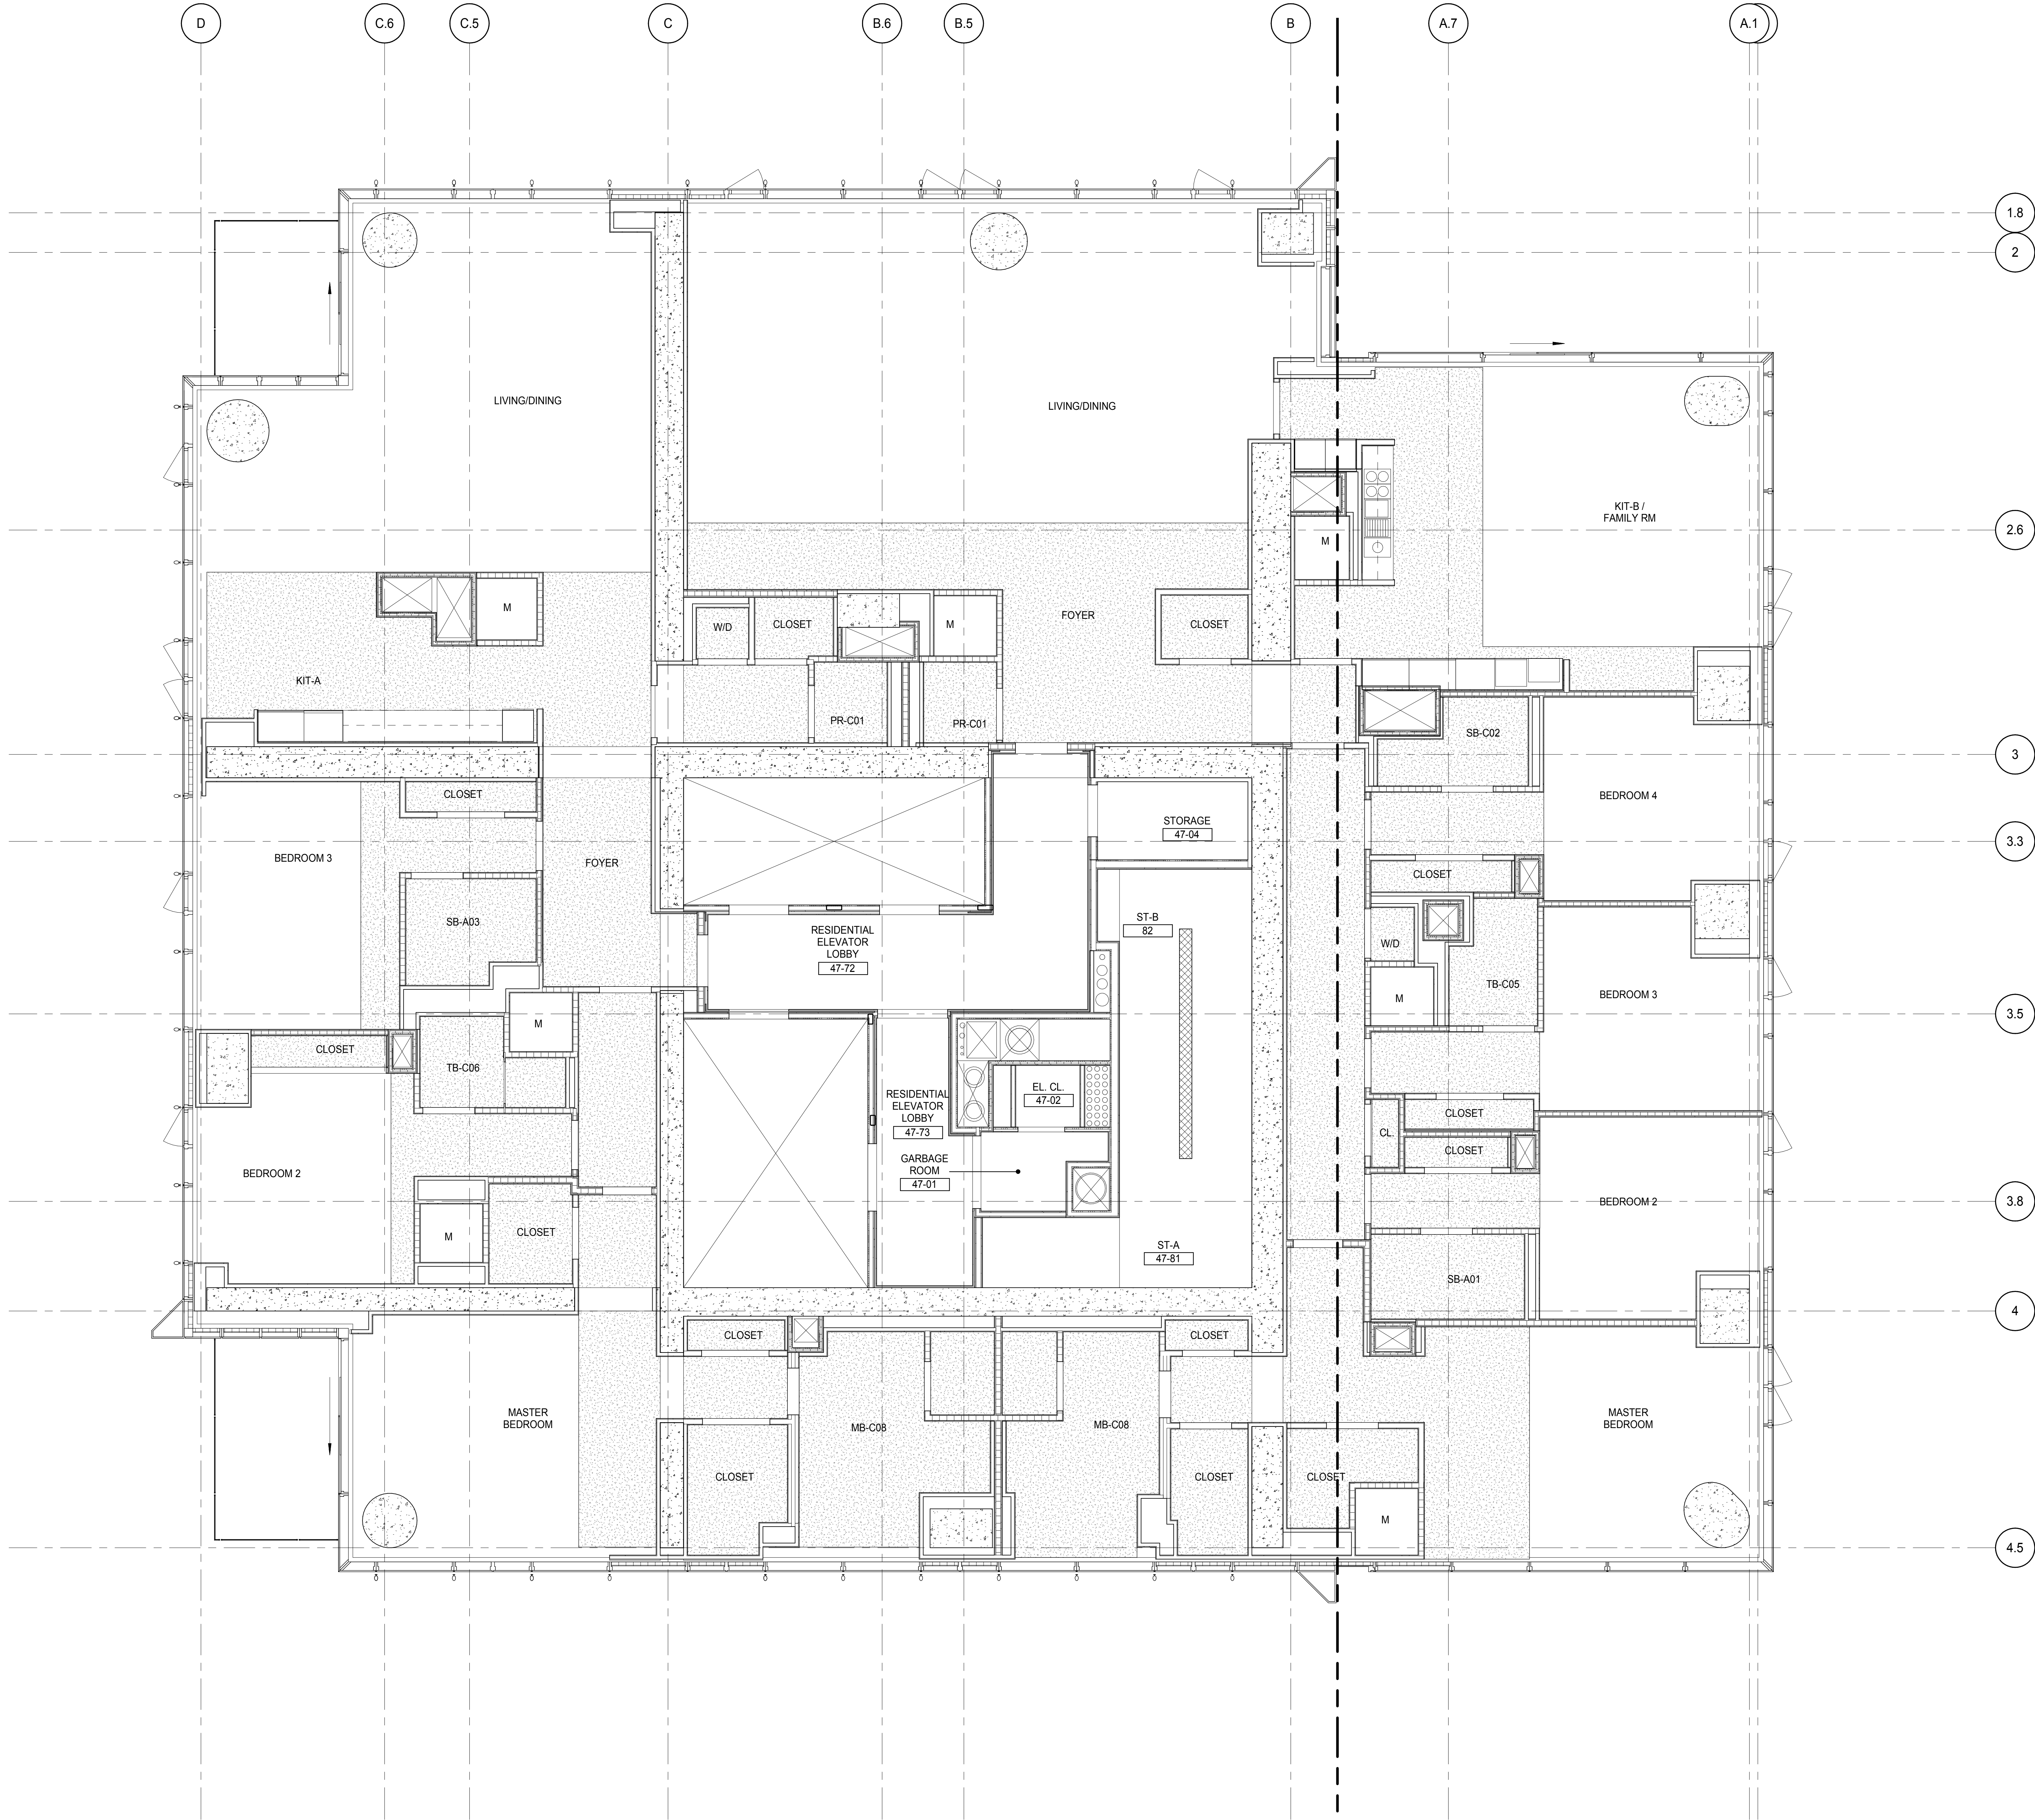 D
C.6
C.5
C
B.6
B.5
B
A.7
A.1
1.8
2
LIVING/DINING
LIVING/DINING
KIT-B /
FAMILY RM
2.6
M
M
W/D
CLOSET
M
FOYER
CLOSET
KIT-A
PR-C01
PR-C01
SB-C02
3
CLOSET
BEDROOM 4
STORAGE
47-04
3.3
BEDROOM 3
FOYER
CLOSET
SB-A03
ST-B
82
RESIDENTIAL
ELEVATOR
LOBBY
47-72
W/D
TB-C05
BEDROOM 3
M
3.5
M
CLOSET
TB-C06
EL. CL.
47-02
RESIDENTIAL
ELEVATOR
LOBBY
47-73
CLOSET
CL.
CLOSET
GARBAGE
ROOM
47-01
BEDROOM 2
BEDROOM 2
3.8
M
CLOSET
ST-A
47-81
SB-A01
4
CLOSET
CLOSET
MASTER
BEDROOM
MB-C08
MB-C08
MASTER
BEDROOM
CLOSET
CLOSET
CLOSET
M
4.5